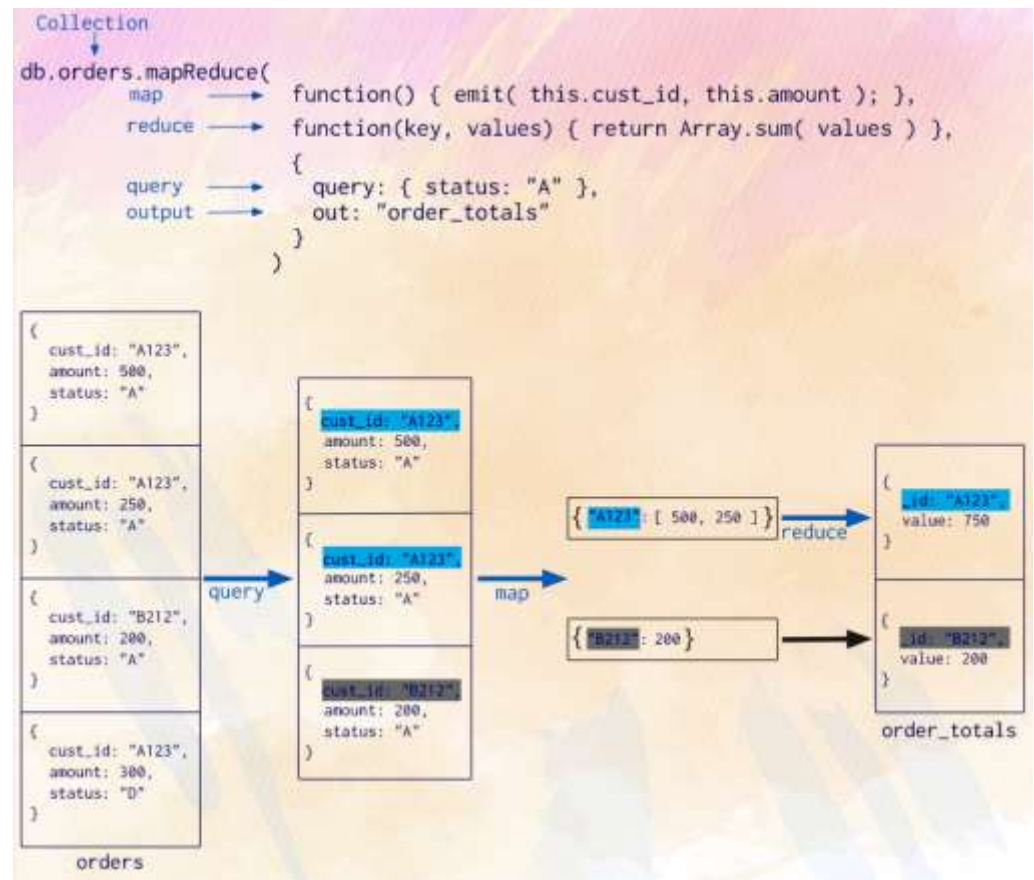 Collection
db.orders.mapReduce(
map function() { emit( this.cust_id, this.amount ); },
reduce function(key, values) { return Array.sum( values ) },
{
query query: { status: "A" },
output out: "order_totals"
}
)
{
cust_id: "A123",
amount: 500,
status: "A"
}
{
cust_id: "A123",
amount: 250,
status: "A"
}
{
cust_id: "B212",
amount: 200,
status: "A"
}
{
cust_id: "A123",
amount: 300,
status: "D"
}
orders
query
{
cust_id: "A123",
amount: 500,
status: "A"
}
{
cust_id: "A123",
amount: 250,
status: "A"
}
{
cust_id: "B212",
amount: 200,
status: "A"
}
map
{ "A123": [ 500, 250 ] }
{ "B212": 200 }
reduce
{
_id: "A123",
value: 750
}
{
_id: "B212",
value: 200
}
order_totals